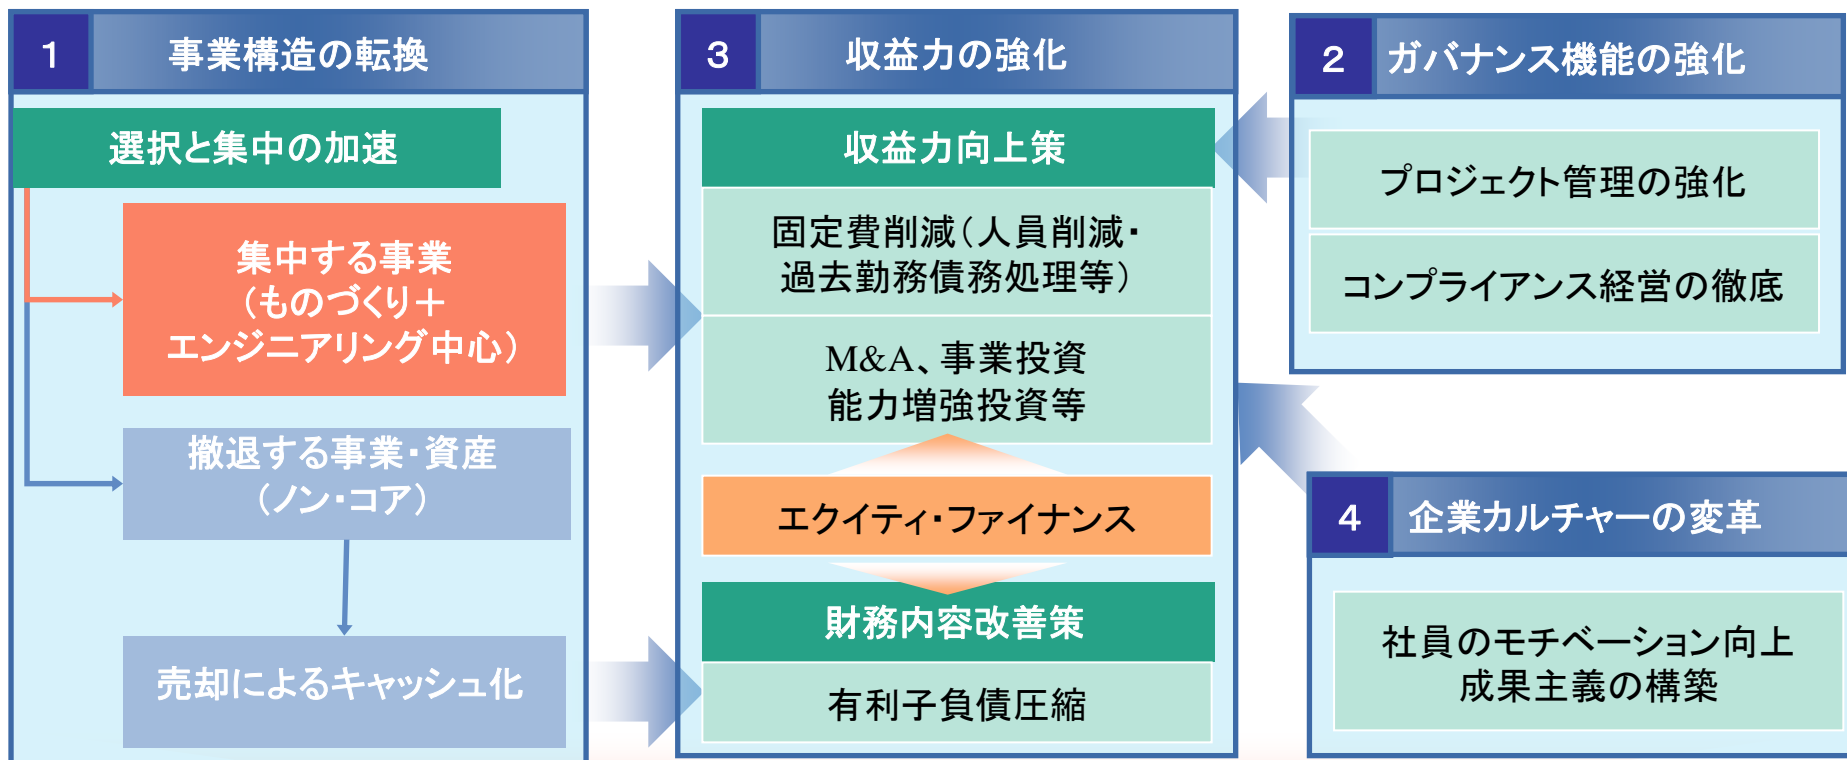 1 事業構造の転換
選択と集中の加速
集中する事業
(ものづくり＋
エンジニアリング中心)
撤退する事業・資産
(ノン・コア)
売却によるキャッシュ化
3 収益力の強化
収益力向上策
固定費削減(人員削減・
過去勤務債務処理等)
M&A、事業投資
能力増強投資等
エクイティ・ファイナンス
財務内容改善策
有利子負債圧縮
2 ガバナンス機能の強化
プロジェクト管理の強化
コンプライアンス経営の徹底
4 企業カルチャーの変革
社員のモチベーション向上
成果主義の構築